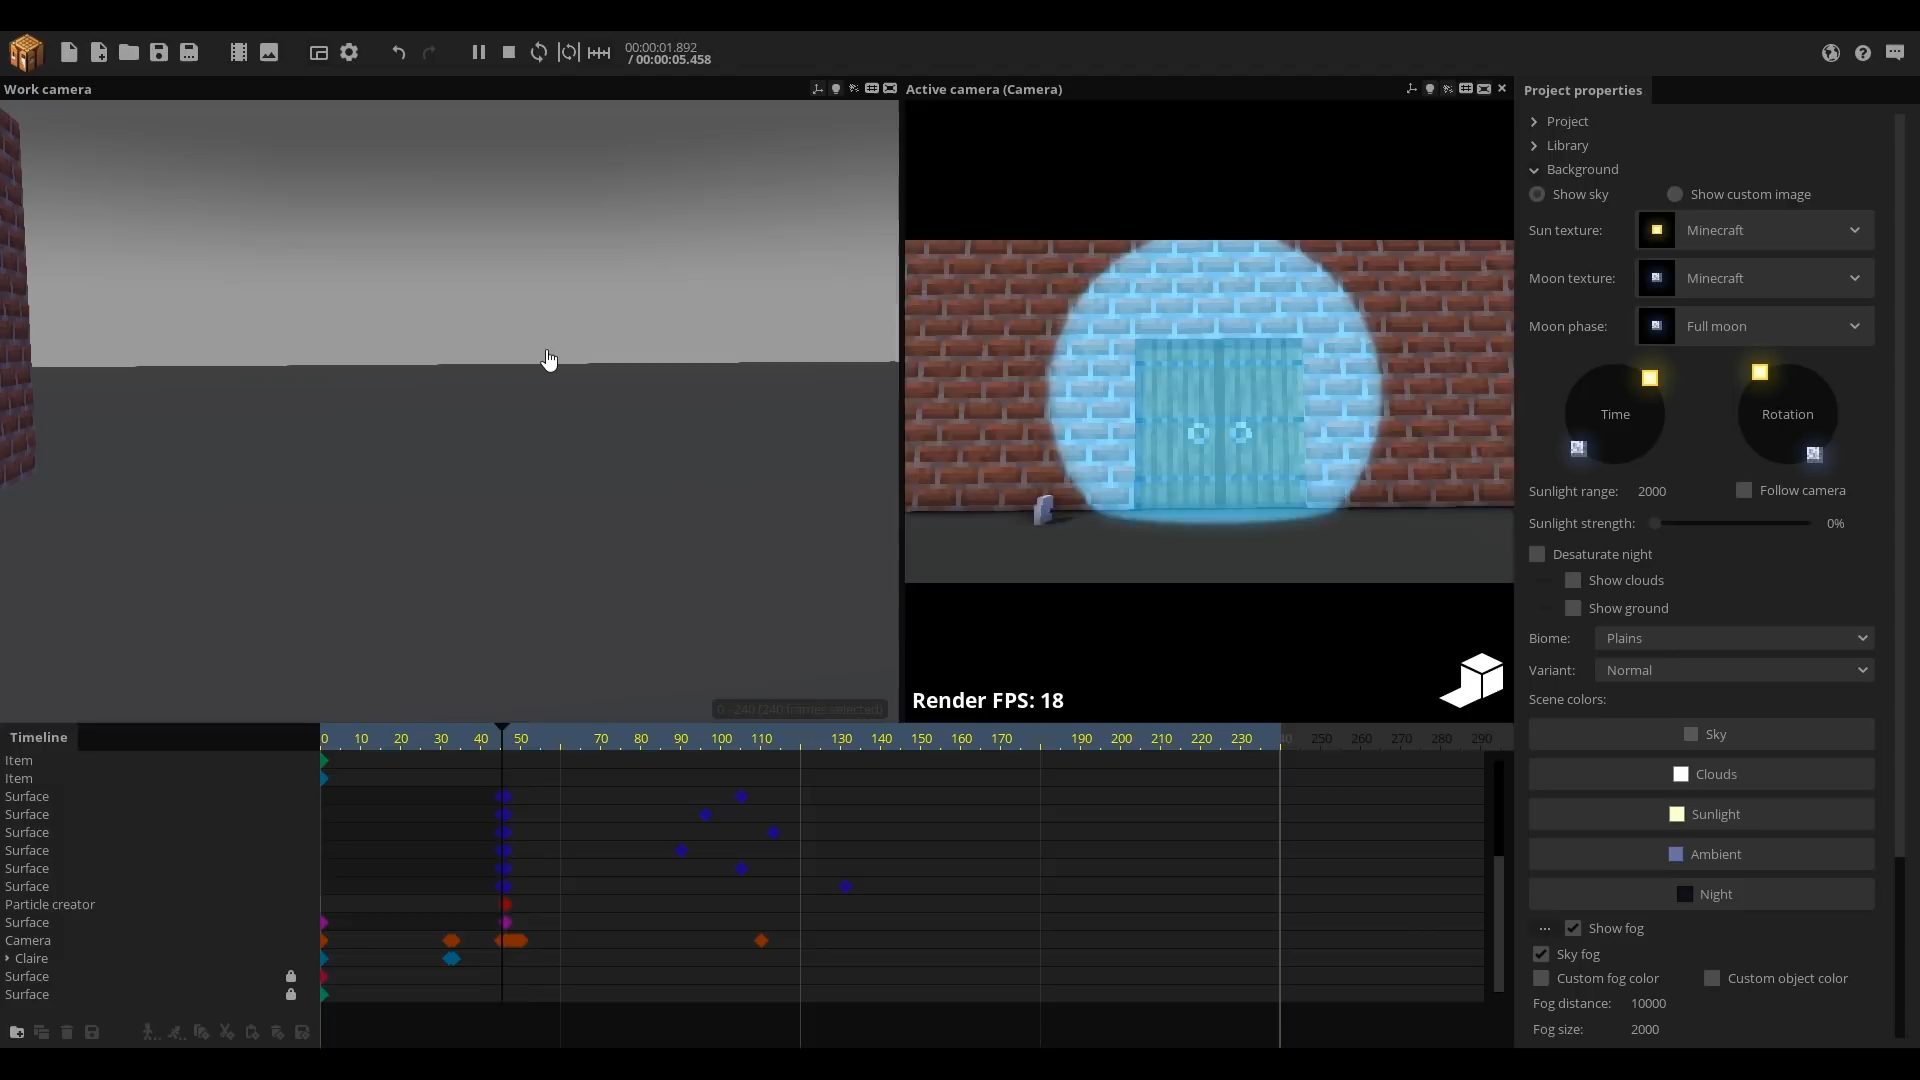 00:00:01.892
/ 00:00:05.458
Work camera
Active camera (Camera)
Project properties
Project
Library
Background
Show sky
Show custom image
Sun texture:
Minecraft
Moon texture:
Minecraft
Moon phase:
Full moon
Time
Rotation
Sunlight range:
2000
Follow camera
Sunlight strength:
0%
Desaturate night
Show clouds
Show ground
Biome:
Plains
Variant:
Normal
Scene colors:
Sky
Clouds
Sunlight
Ambient
Night
Show fog
Sky fog
Custom fog color
Custom object color
Fog distance:
10000
Fog size:
2000
0 - 240 (240 frames selected)
Render FPS: 18
Timeline
0 10 20 30 40 50 70 80 90 100 110 130 140 150 160 170 190 200 210 220 230 40 250 260 270 280 290
Item
Item
Surface
Surface
Surface
Surface
Surface
Surface
Particle creator
Surface
Camera
Claire
Surface
Surface